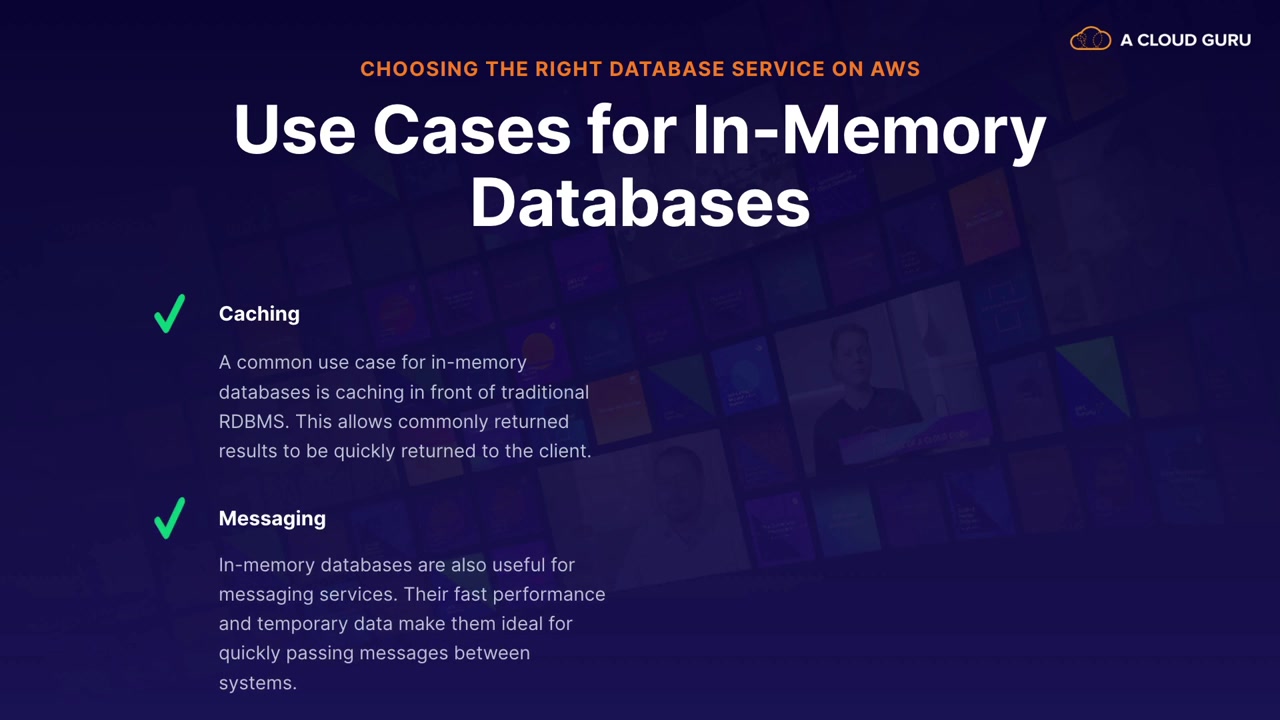 A CLOUD GURU
CHOOSING THE RIGHT DATABASE SERVICE ON AWS
Use Cases for In-Memory
Databases
Caching
A common use case for in-memory
databases is caching in front of traditional
RDBMS. This allows commonly returned
results to be quickly returned to the client.
Messaging
In-memory databases are also useful for
messaging services. Their fast performance
and temporary data make them ideal for
quickly passing messages between
systems.